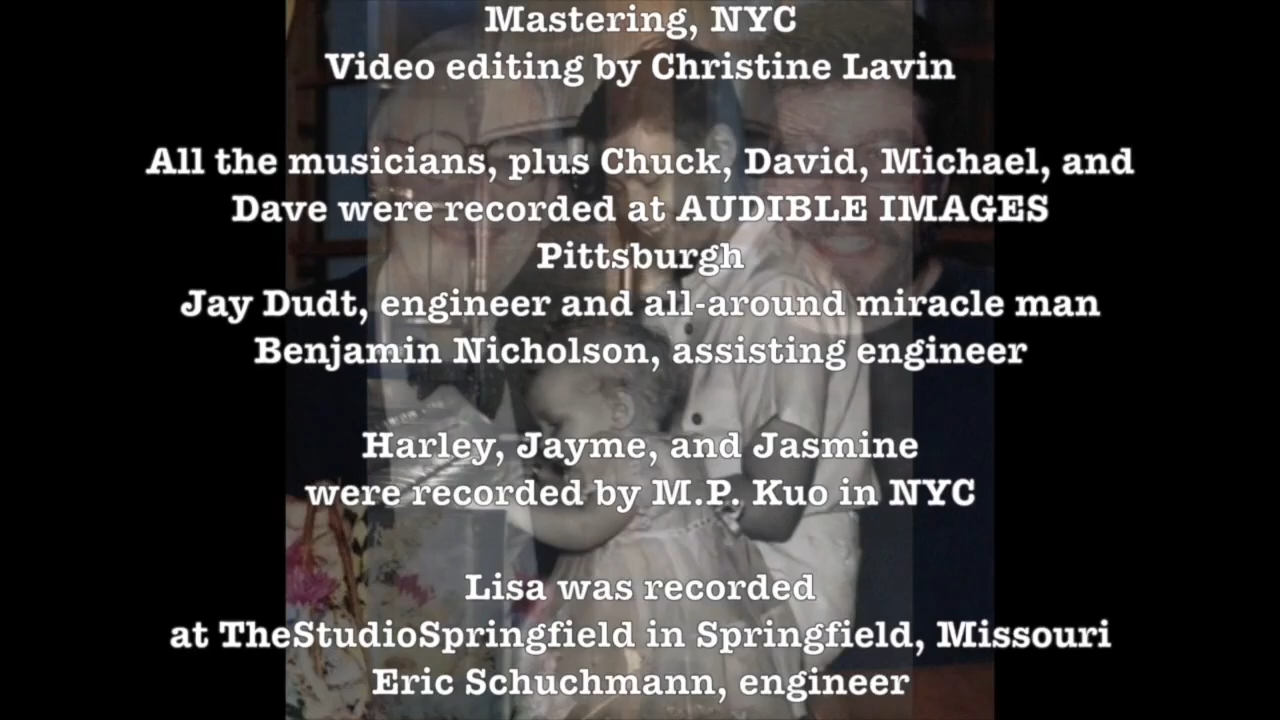 Mastering, NYC
Video editing by Christine Lavin
All the musicians, plus Chuck, David, Michael, and
Dave were recorded at AUDIBLE IMAGES
Pittsburgh
Jay Dudt, engineer and all-around miracle man
Benjamin Nicholson, assisting engineer
Harley, Jayme, and Jasmine
were recorded by M.P. Kuo in NYC
Lisa was recorded
at TheStudioSpringfield in Springfield, Missouri
Eric Schuchmann, engineer